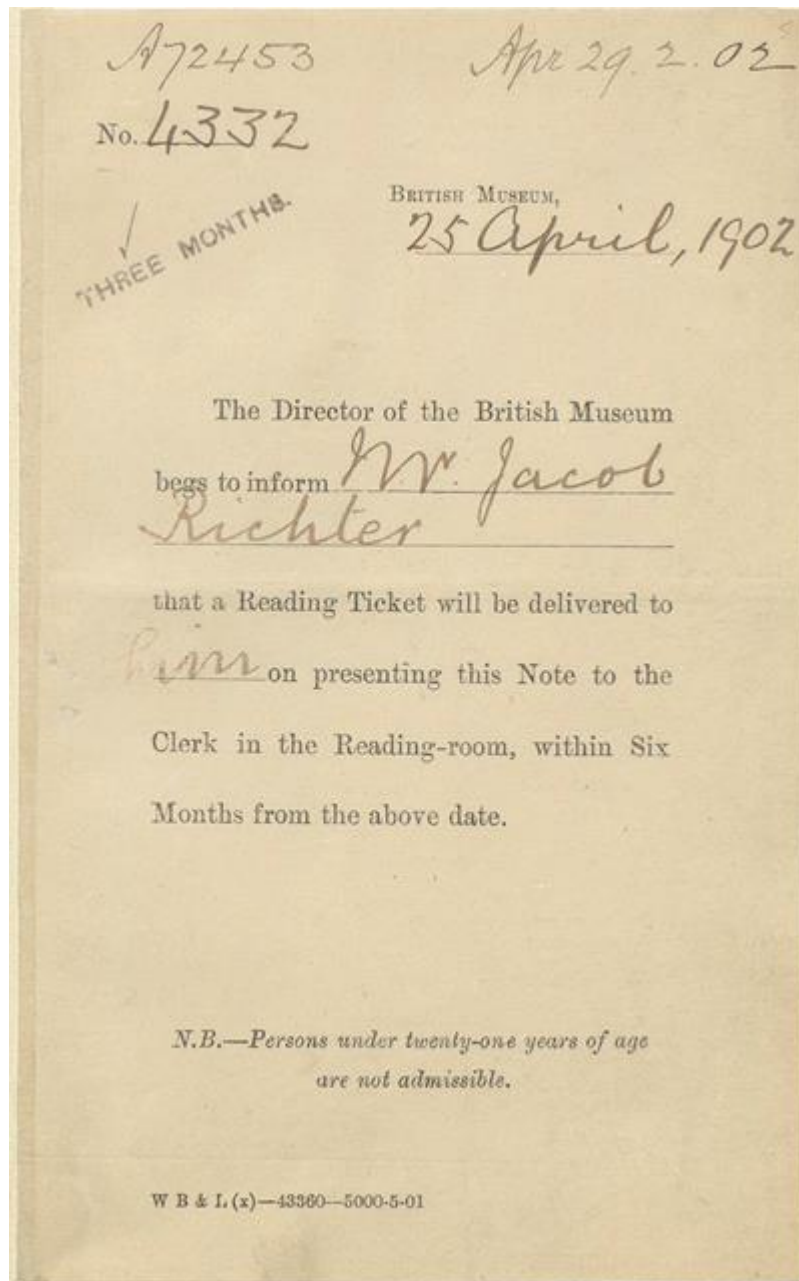 A72453 Apr 29. 2. 02
No. 4332
THREE MONTHS.
BRITISH MUSEUM,
25 April, 1902
The Director of the British Museum
begs to inform Mr. Jacob
Richter
that a Reading Ticket will be delivered to
him on presenting this Note to the
Clerk in the Reading-room, within Six
Months from the above date.
N.B.—Persons under twenty-one years of age
are not admissible.
W B & L (x)—43360—5000-5-01